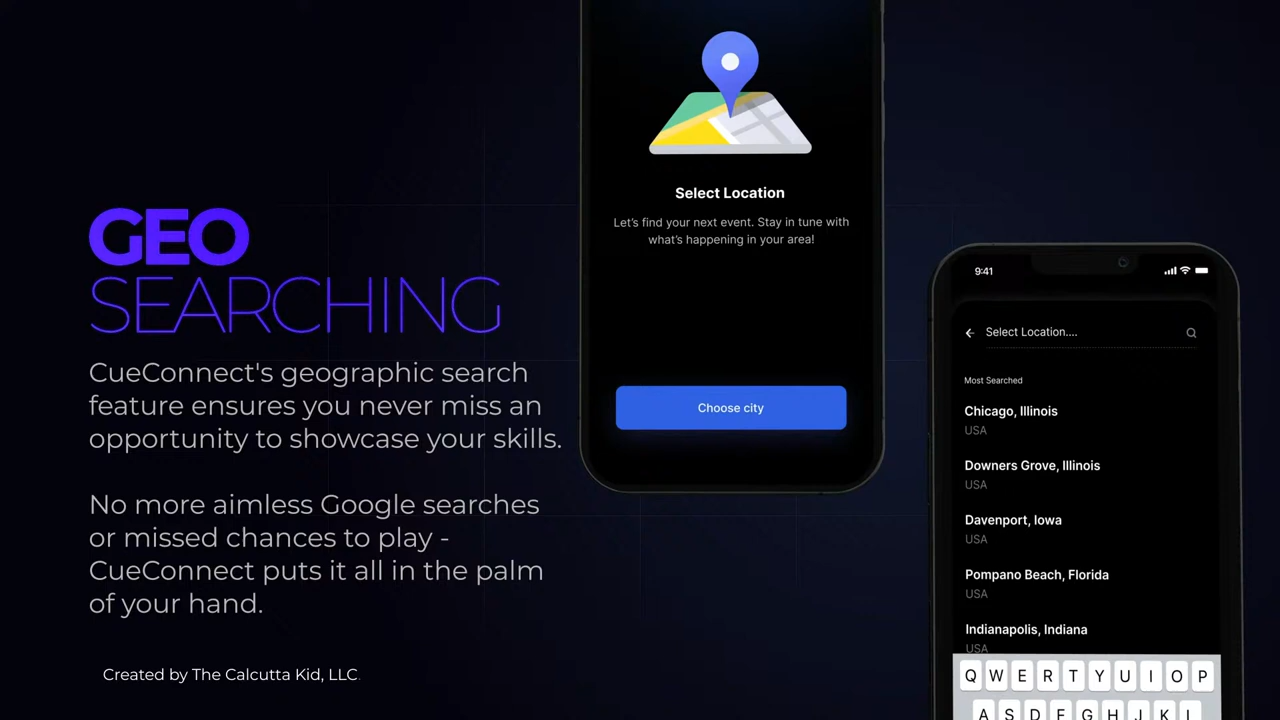 GEO
SEARCHING
CueConnect's geographic search
feature ensures you never miss an
opportunity to showcase your skills.
No more aimless Google searches
or missed chances to play -
CueConnect puts it all in the palm
of your hand.
Created by The Calcutta Kid, LLC.
Select Location
Let's find your next event. Stay in tune with
what's happening in your area!
Choose city
9:41
Select Location....
Most Searched
Chicago, Illinois
USA
Downers Grove, Illinois
USA
Davenport, Iowa
USA
Pompano Beach, Florida
USA
Indianapolis, Indiana
USA
Q W E R T Y U I O P
A S D F G H J K L